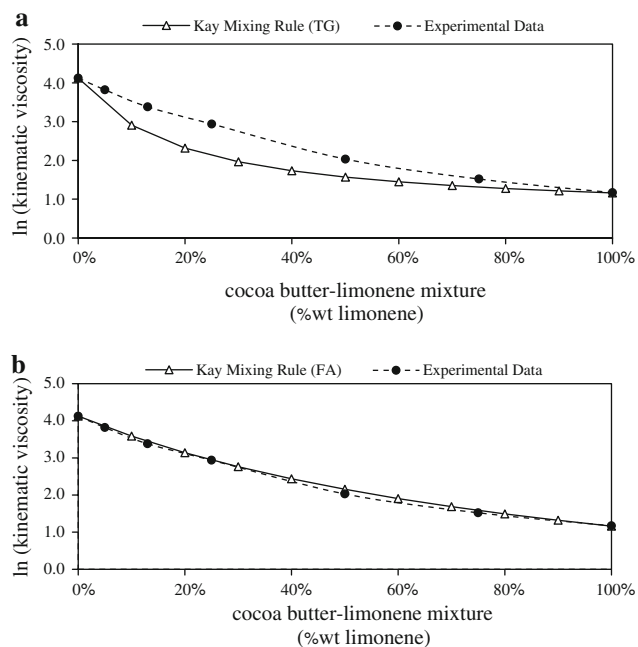 a
Kay Mixing Rule (TG) Experimental Data
ln (kinematic viscosity)
5.0
4.0
3.0
2.0
1.0
0.0
0% 20% 40% 60% 80% 100%
cocoa butter-limonene mixture
(%wt limonene)
b
Kay Mixing Rule (FA) Experimental Data
ln (kinematic viscosity)
5.0
4.0
3.0
2.0
1.0
0.0
0% 20% 40% 60% 80% 100%
cocoa butter-limonene mixture
(%wt limonene)